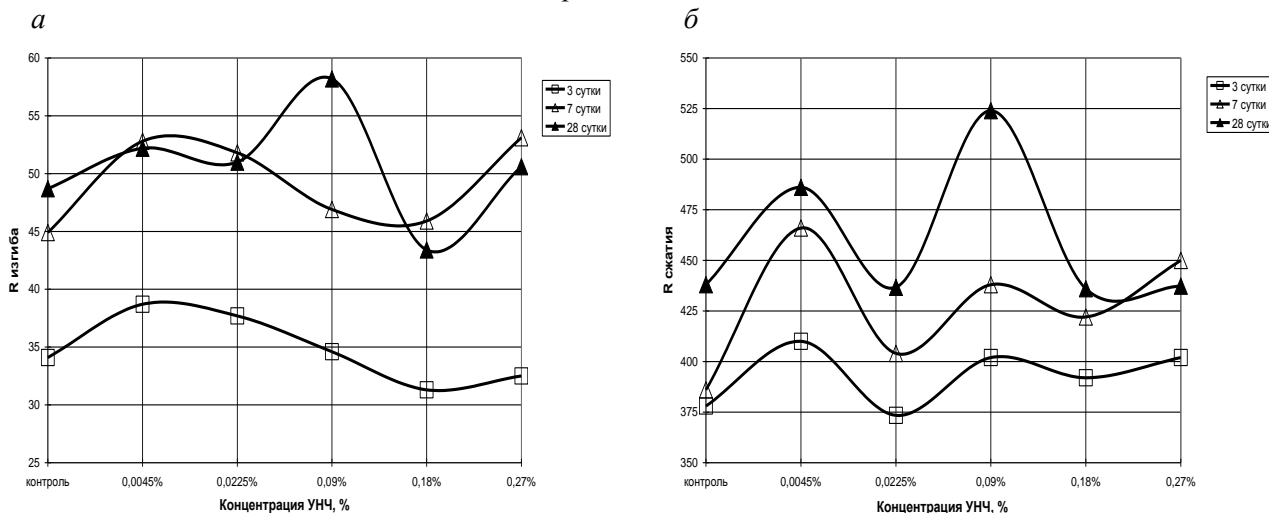 а
60
55
50
45
40
35
30
25
R изгиба
контроль 0,0045% 0,0225% 0,09% 0,18% 0,27%
Концентрация УНЧ, %
3 сутки
7 сутки
28 сутки
б
550
525
500
475
450
425
400
375
350
R сжатия
контроль 0,0045% 0,0225% 0,09% 0,18% 0,27%
Концентрация УНЧ, %
3 сутки
7 сутки
28 сутки